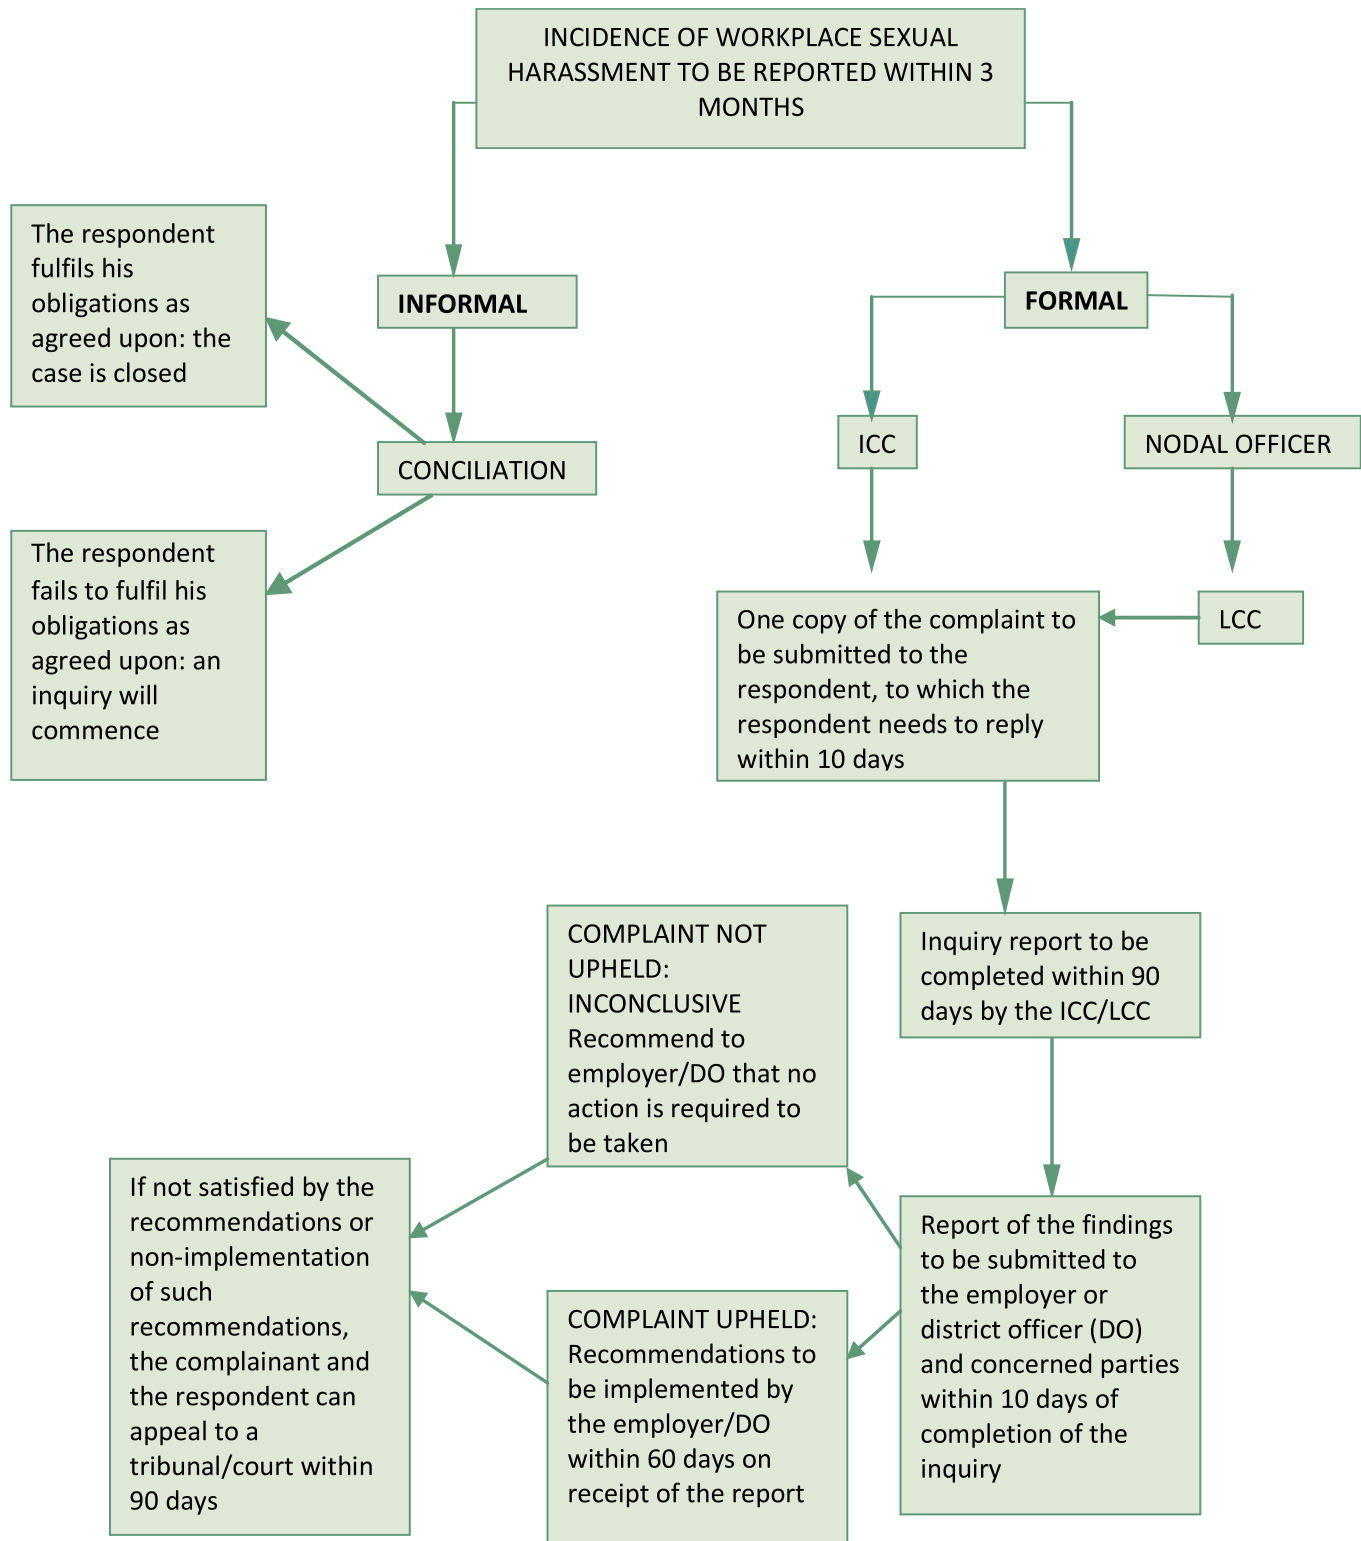 INCIDENCE OF WORKPLACE SEXUAL
HARASSMENT TO BE REPORTED WITHIN 3
MONTHS
The respondent
fulfils his
obligations as
agreed upon: the
case is closed
INFORMAL
FORMAL
CONCILIATION
ICC
NODAL OFFICER
The respondent
fails to fulfil his
obligations as
agreed upon: an
inquiry will
commence
One copy of the complaint to
be submitted to the
respondent, to which the
respondent needs to reply
within 10 days
LCC
Inquiry report to be
completed within 90
days by the ICC/LCC
COMPLAINT NOT
UPHELD:
INCONCLUSIVE
Recommend to
employer/DO that no
action is required to
be taken
If not satisfied by the
recommendations or
non-implementation
of such
recommendations,
the complainant and
the respondent can
appeal to a
tribunal/court within
90 days
COMPLAINT UPHELD:
Recommendations to
be implemented by
the employer/DO
within 60 days on
receipt of the report
Report of the findings
to be submitted to
the employer or
district officer (DO)
and concerned parties
within 10 days of
completion of the
inquiry